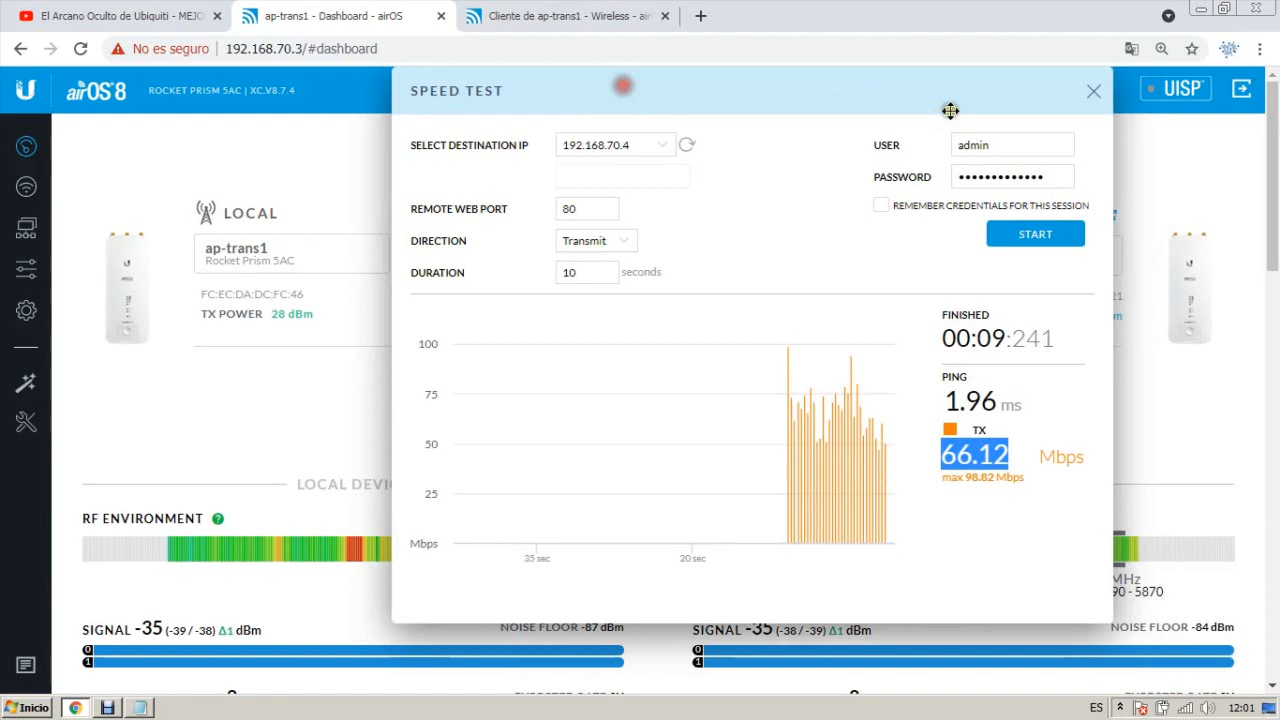 El Arcano Oculto de Ubiquiti - MEJO
ap-trans1 - Dashboard - airOS
Cliente de ap-trans1 - Wireless - air
No es seguro
192.168.70.3/#dashboard
airOS 8
ROCKET PRISM 5AC | XC.V8.7.4
UISP
SPEED TEST
SELECT DESTINATION IP
192.168.70.4
REMOTE WEB PORT
80
DIRECTION
Transmit
DURATION
10
seconds
USER
admin
PASSWORD
•••••••••••••
REMEMBER CREDENTIALS FOR THIS SESSION
START
LOCAL
ap-trans1
Rocket Prism 5AC
FC:EC:DA:DC:FC:46
TX POWER 28 dBm
21
m
FINISHED
00:09:241
PING
1.96 ms
TX
66.12 Mbps
max 98.82 Mbps
100
75
50
25
Mbps
35 sec
20 sec
LOCAL DEVI
RF ENVIRONMENT ?
MHz
90 - 5870
SIGNAL -35 (-39 / -38) Δ1 dBm
NOISE FLOOR -87 dBm
0
1
SIGNAL -35 (-38 / -39) Δ1 dBm
NOISE FLOOR -84 dBm
0
1
Inicio
ES
12:01